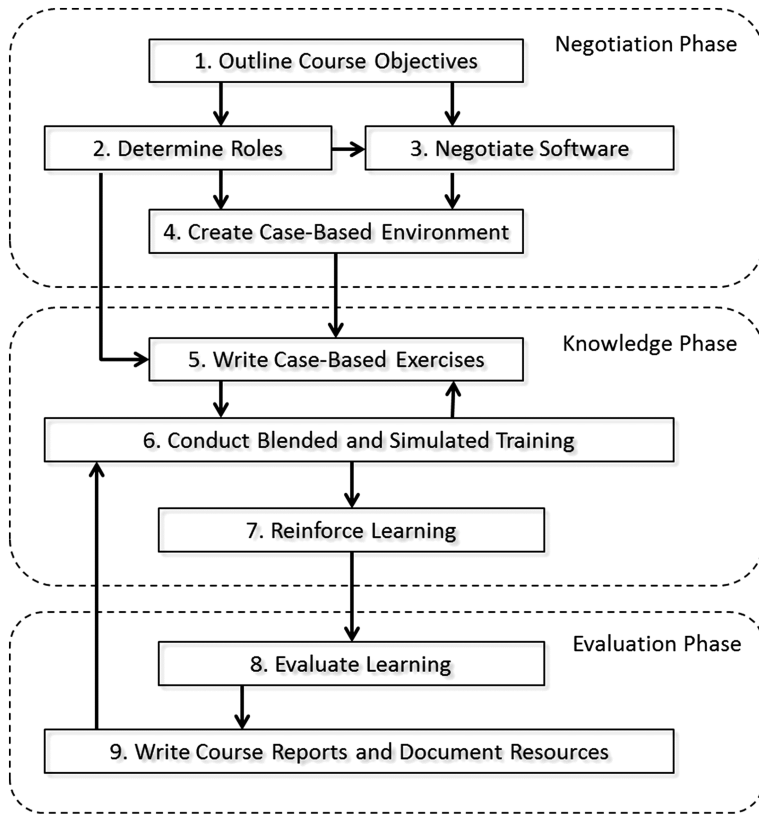 Negotiation Phase
1. Outline Course Objectives
2. Determine Roles
3. Negotiate Software
4. Create Case-Based Environment
Knowledge Phase
5. Write Case-Based Exercises
6. Conduct Blended and Simulated Training
7. Reinforce Learning
Evaluation Phase
8. Evaluate Learning
9. Write Course Reports and Document Resources